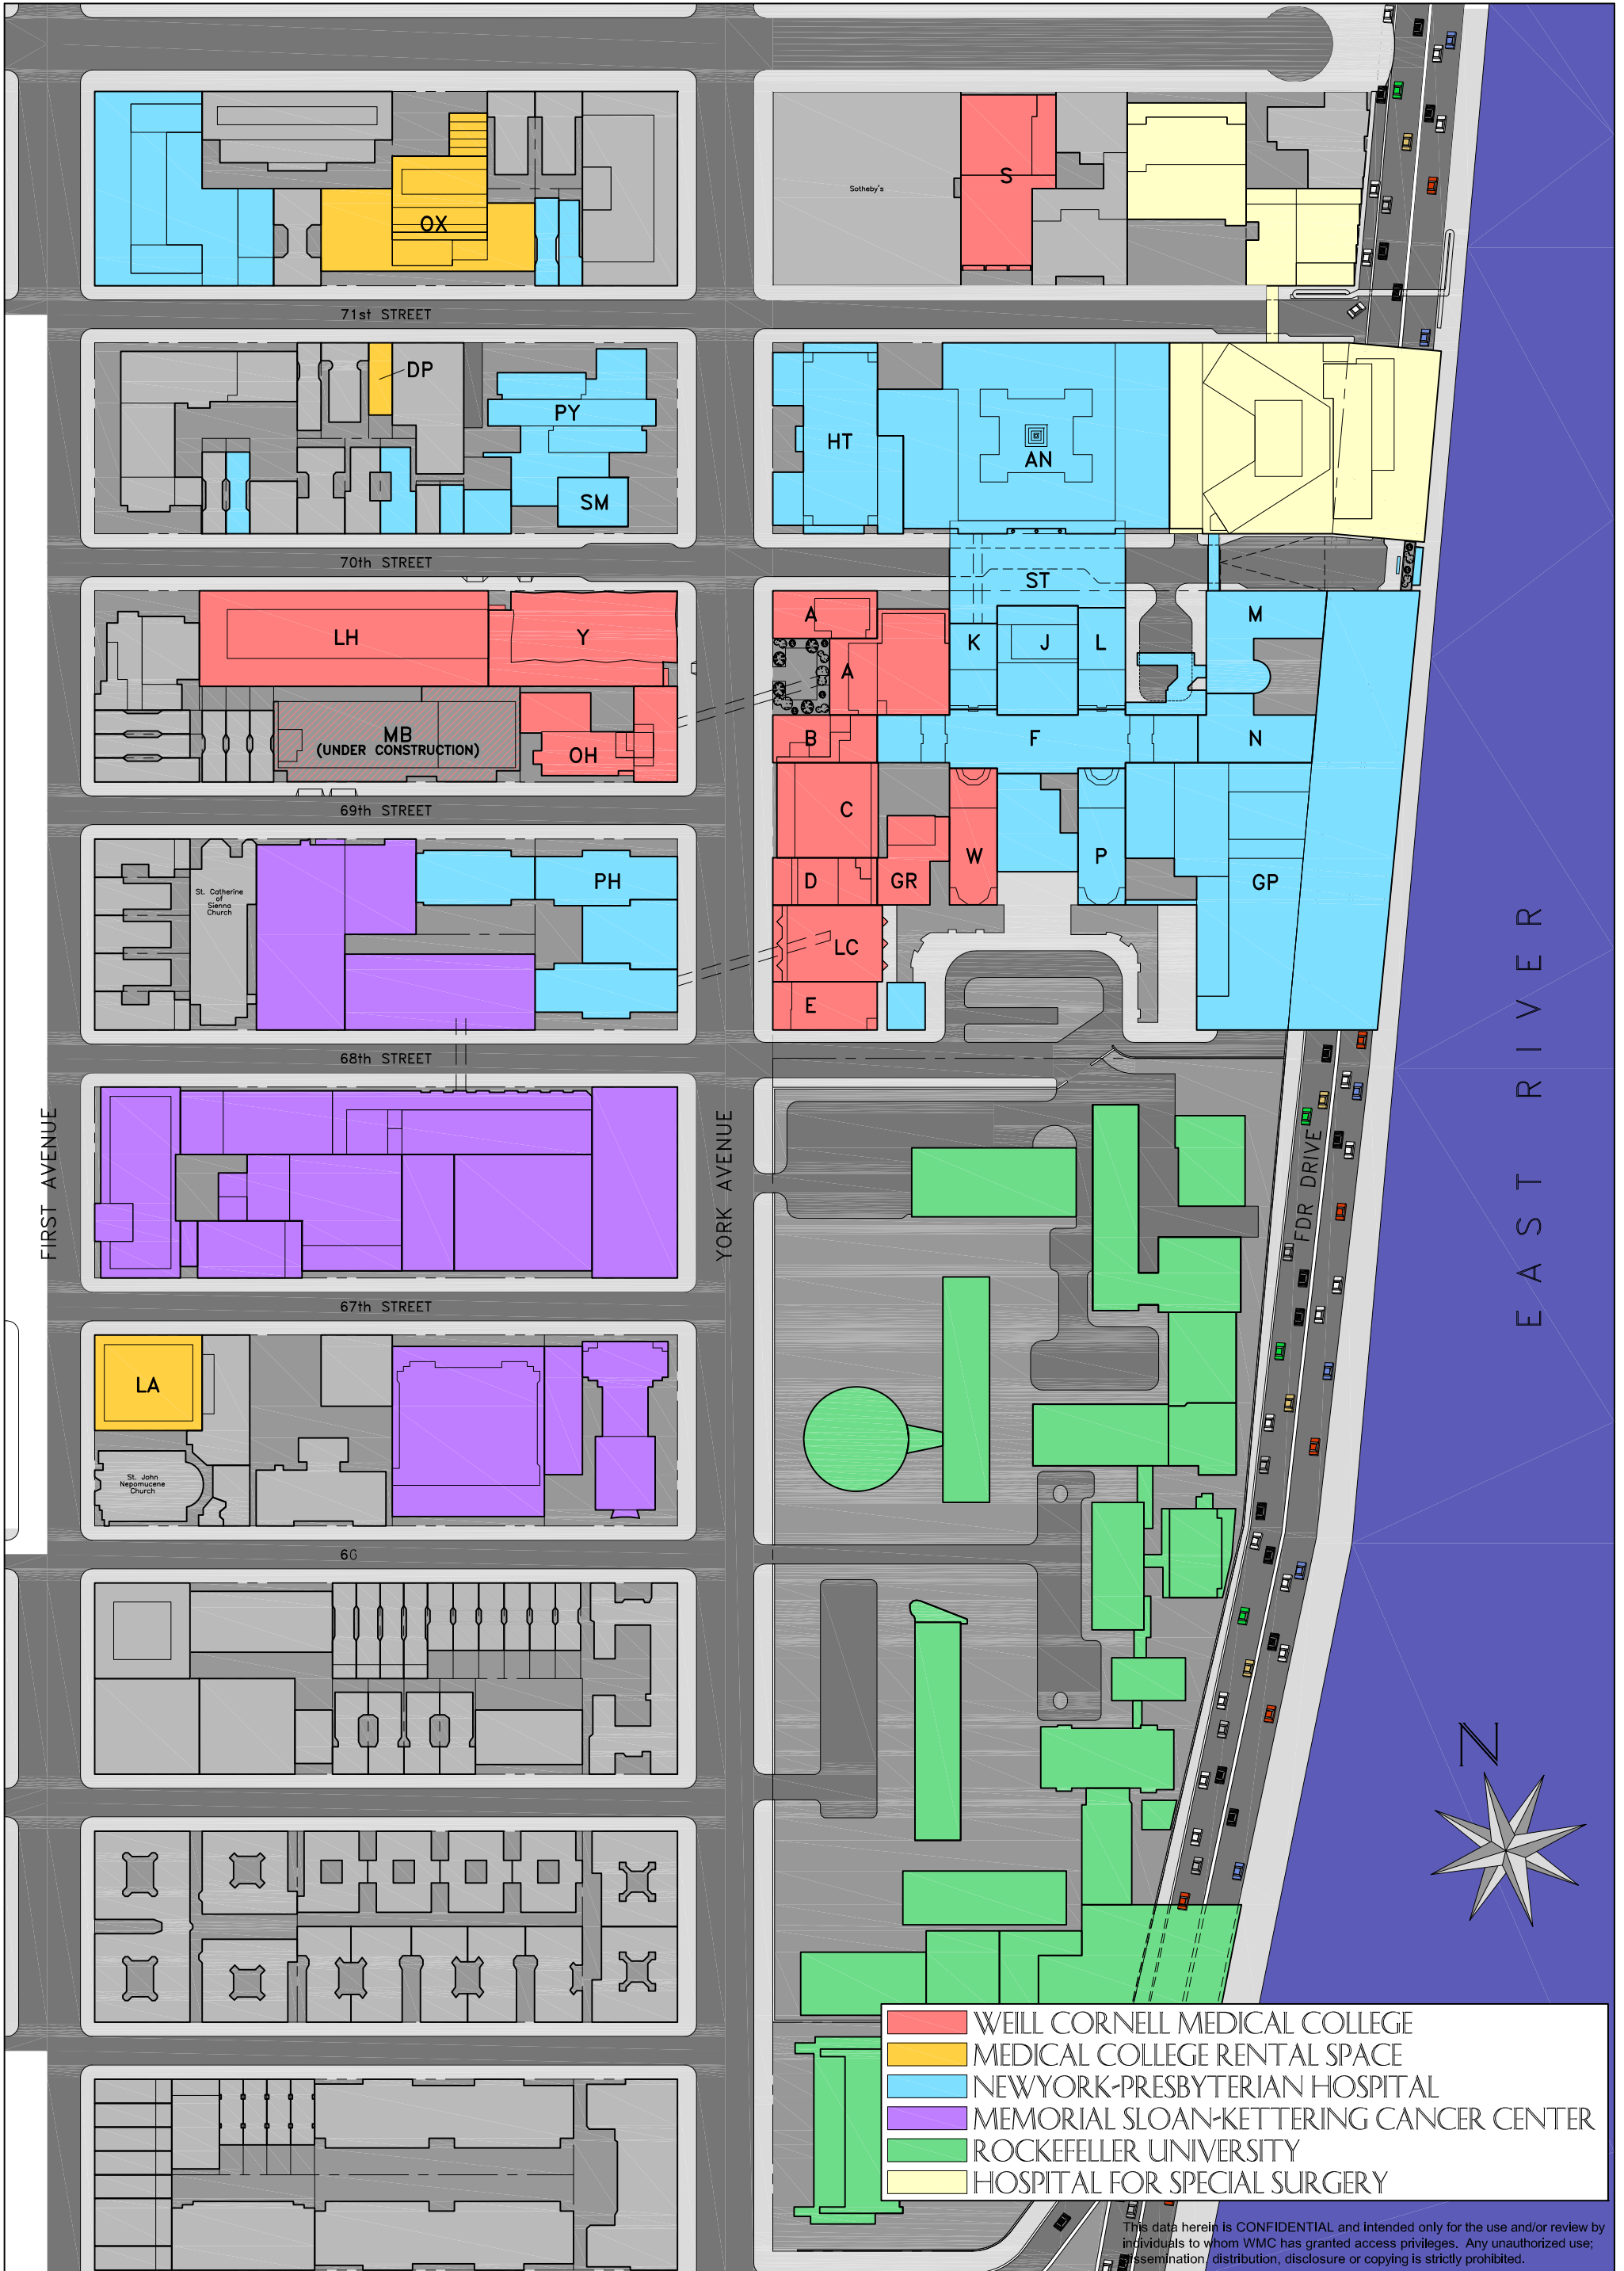 S
Sotheby's
OX
71st STREET
DP
PY
HT
AN
SM
70th STREET
ST
A
M
LH
Y
K
J
L
A
MB
(UNDER CONSTRUCTION)
OH
B
F
N
69th STREET
C
W
P
St. Catherine
of
Sienna
Church
PH
D
GR
GP
LC
E
68th STREET
FIRST AVENUE
YORK AVENUE
FDR DRIVE
EAST RIVER
67th STREET
LA
St. John
Nepomucene
Church
66
N
WEILL CORNELL MEDICAL COLLEGE
MEDICAL COLLEGE RENTAL SPACE
NEWYORK-PRESBYTERIAN HOSPITAL
MEMORIAL SLOAN-KETTERING CANCER CENTER
ROCKEFELLER UNIVERSITY
HOSPITAL FOR SPECIAL SURGERY
This data herein is CONFIDENTIAL and intended only for the use and/or review by
individuals to whom WMC has granted access privileges. Any unauthorized use;
dissemination, distribution, disclosure or copying is strictly prohibited.